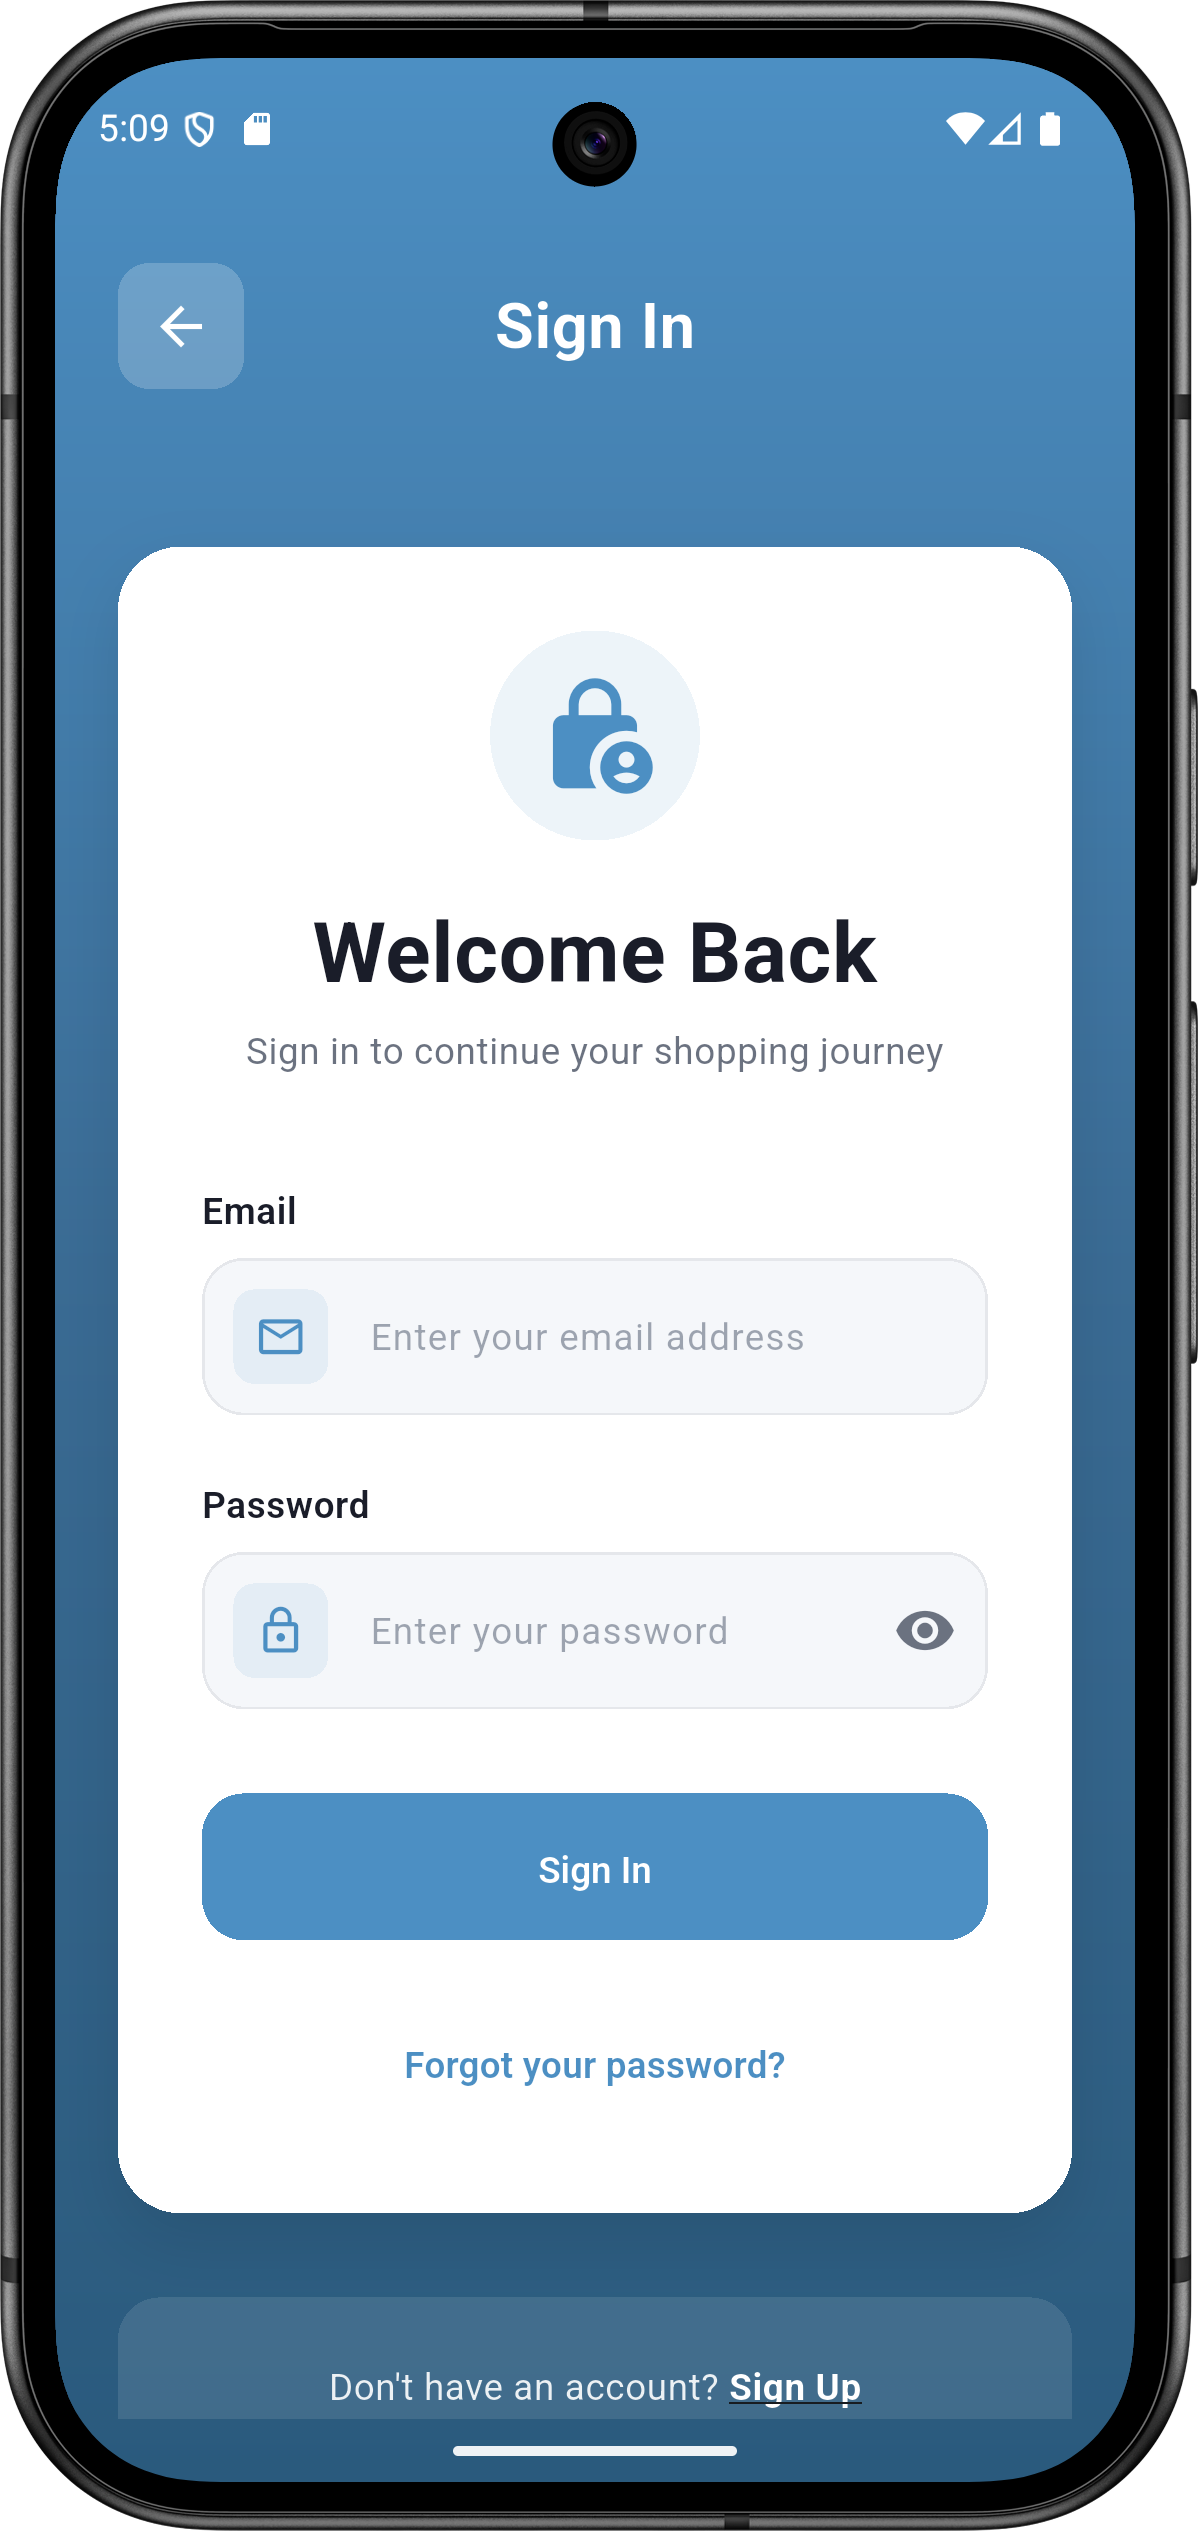 5:09
Sign In
Welcome Back
Sign in to continue your shopping journey
Email
Enter your email address
Password
Enter your password
Sign In
Forgot your password?
Don't have an account? Sign Up